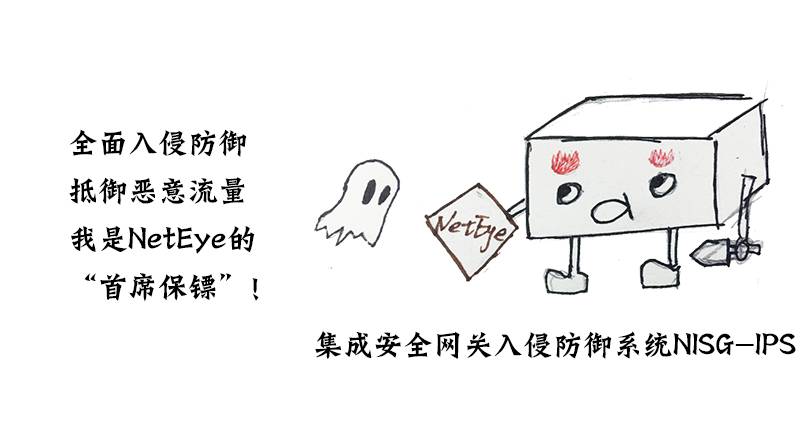 全面入侵防御
抵御恶意流量
我是NetEye的
“首席保镖”！
NetEye
集成安全网关入侵防御系统NISG-IPS